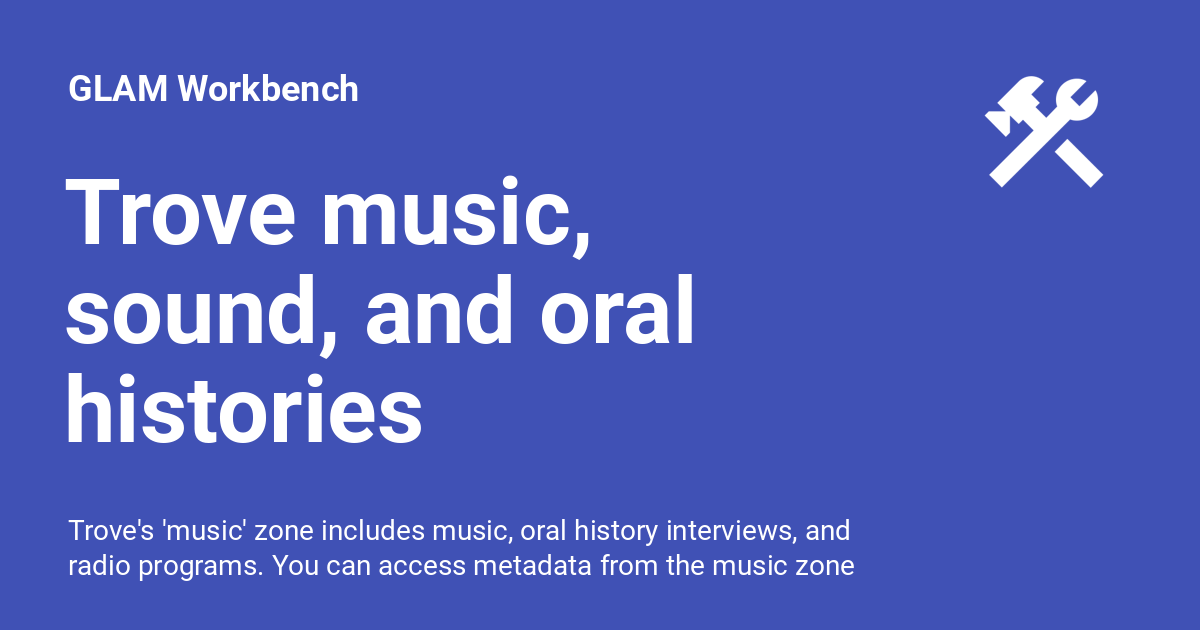 GLAM Workbench
Trove music,
sound, and oral
histories
Trove's 'music' zone includes music, oral history interviews, and
radio programs. You can access metadata from the music zone